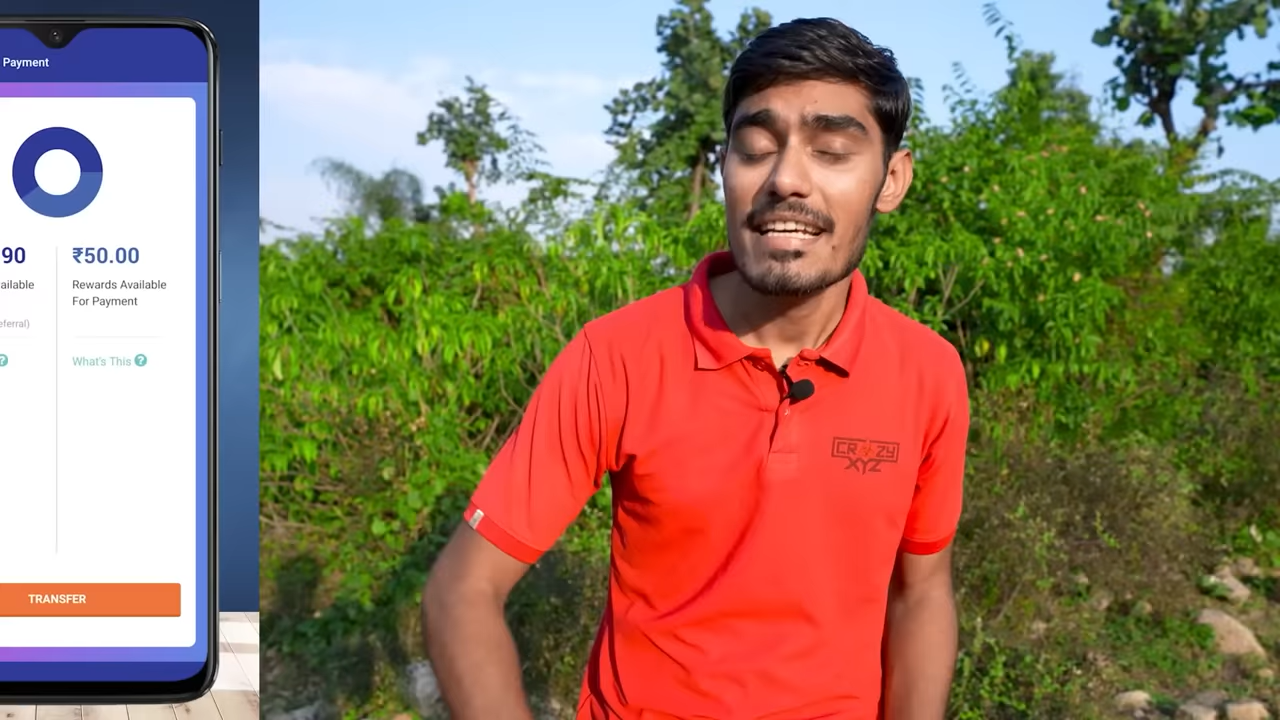 Payment
90
₹50.00
ailable
Rewards Available
For Payment
eferral)
What's This ?
TRANSFER
CRAZY
XYZ